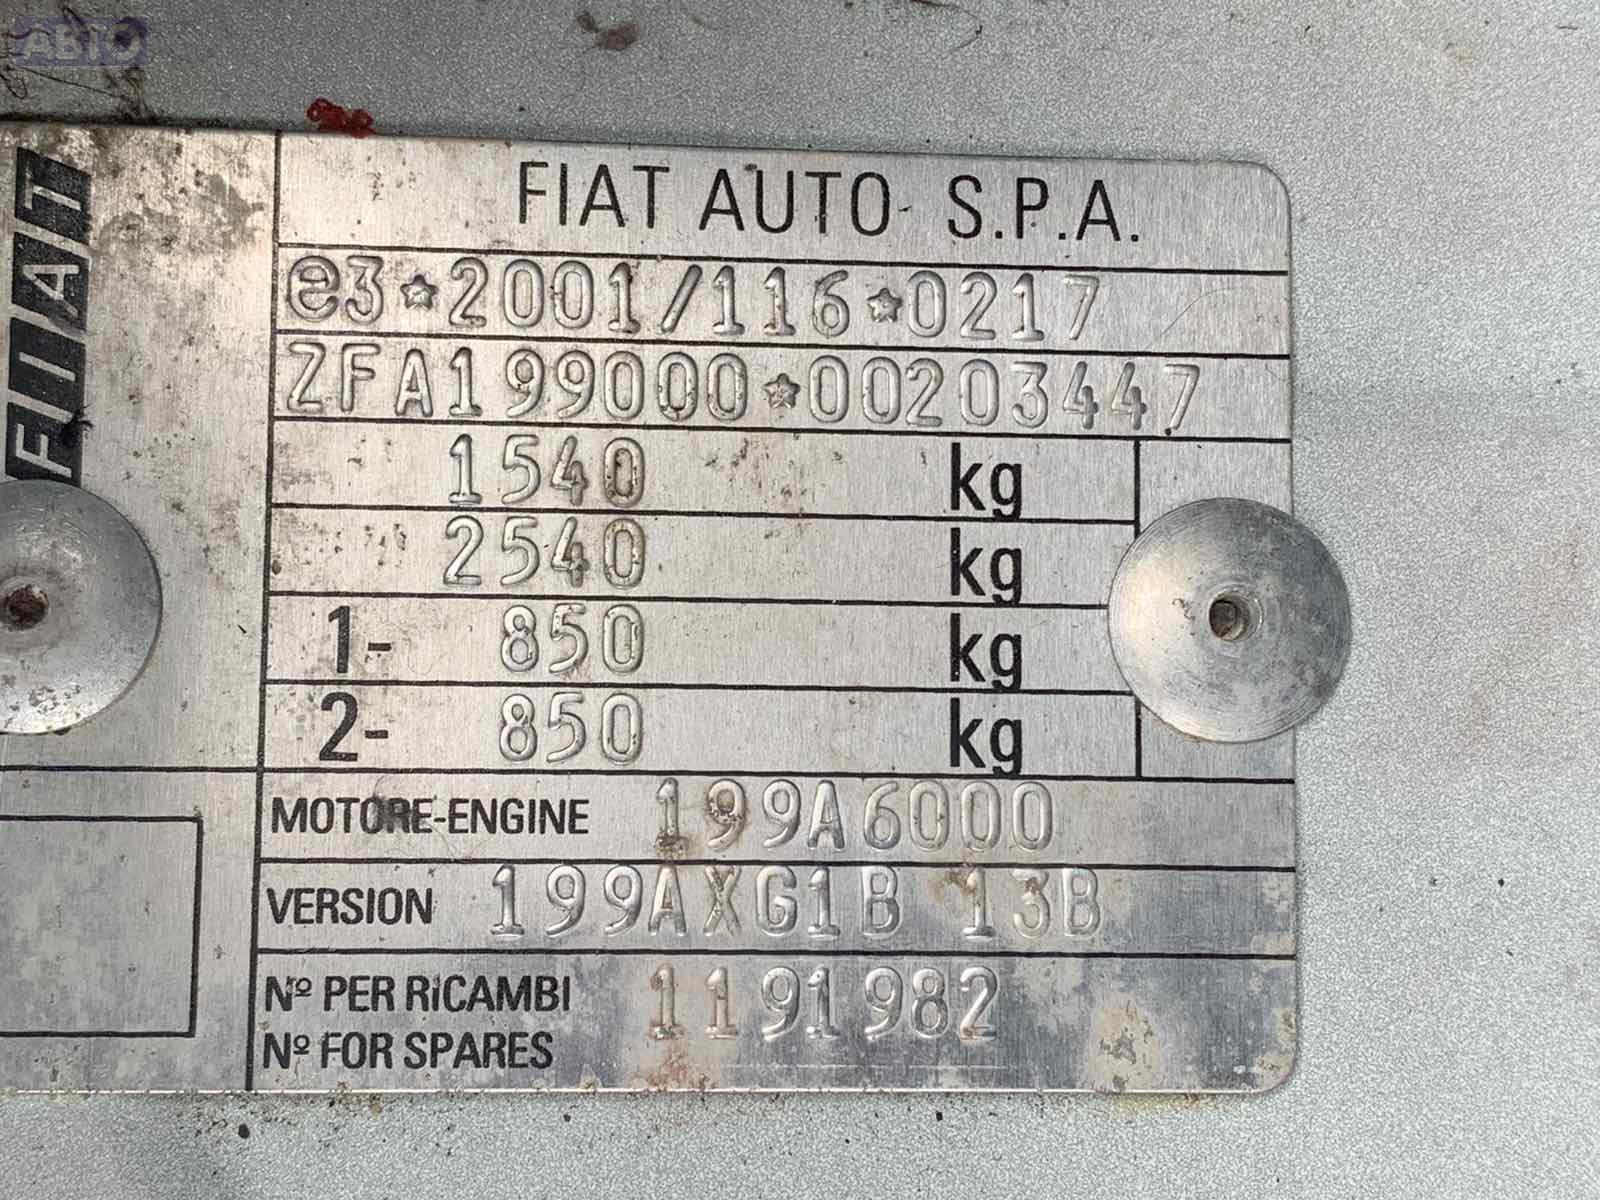 АВТО
FIAT
FIAT AUTO S.P.A.
e3*2001/116*0217
ZFA199000*00203447
1540 kg
2540 kg
1- 850 kg
2- 850 kg
MOTORE-ENGINE 199A6000
VERSION 199AXG1B 13B
Nº PER RICAMBI
Nº FOR SPARES 1191982